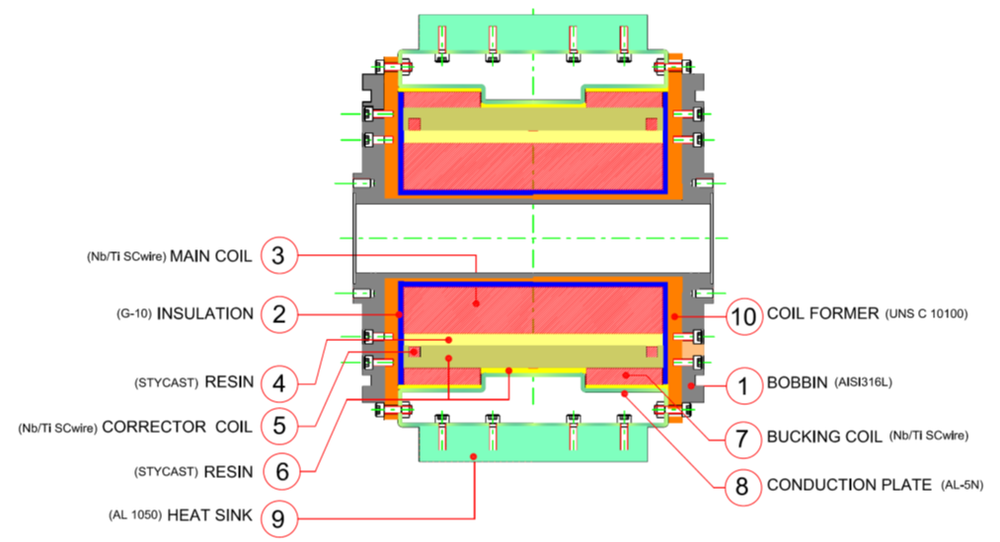 (Nb/Ti SCwire) MAIN COIL 3
(G-10) INSULATION 2
10 COIL FORMER (UNS C 10100)
(STYCAST) RESIN 4
1 BOBBIN (AISI316L)
(Nb/Ti SCwire) CORRECTOR COIL 5
7 BUCKING COIL (Nb/Ti SCwire)
(STYCAST) RESIN 6
8 CONDUCTION PLATE (AL-5N)
(AL 1050) HEAT SINK 9